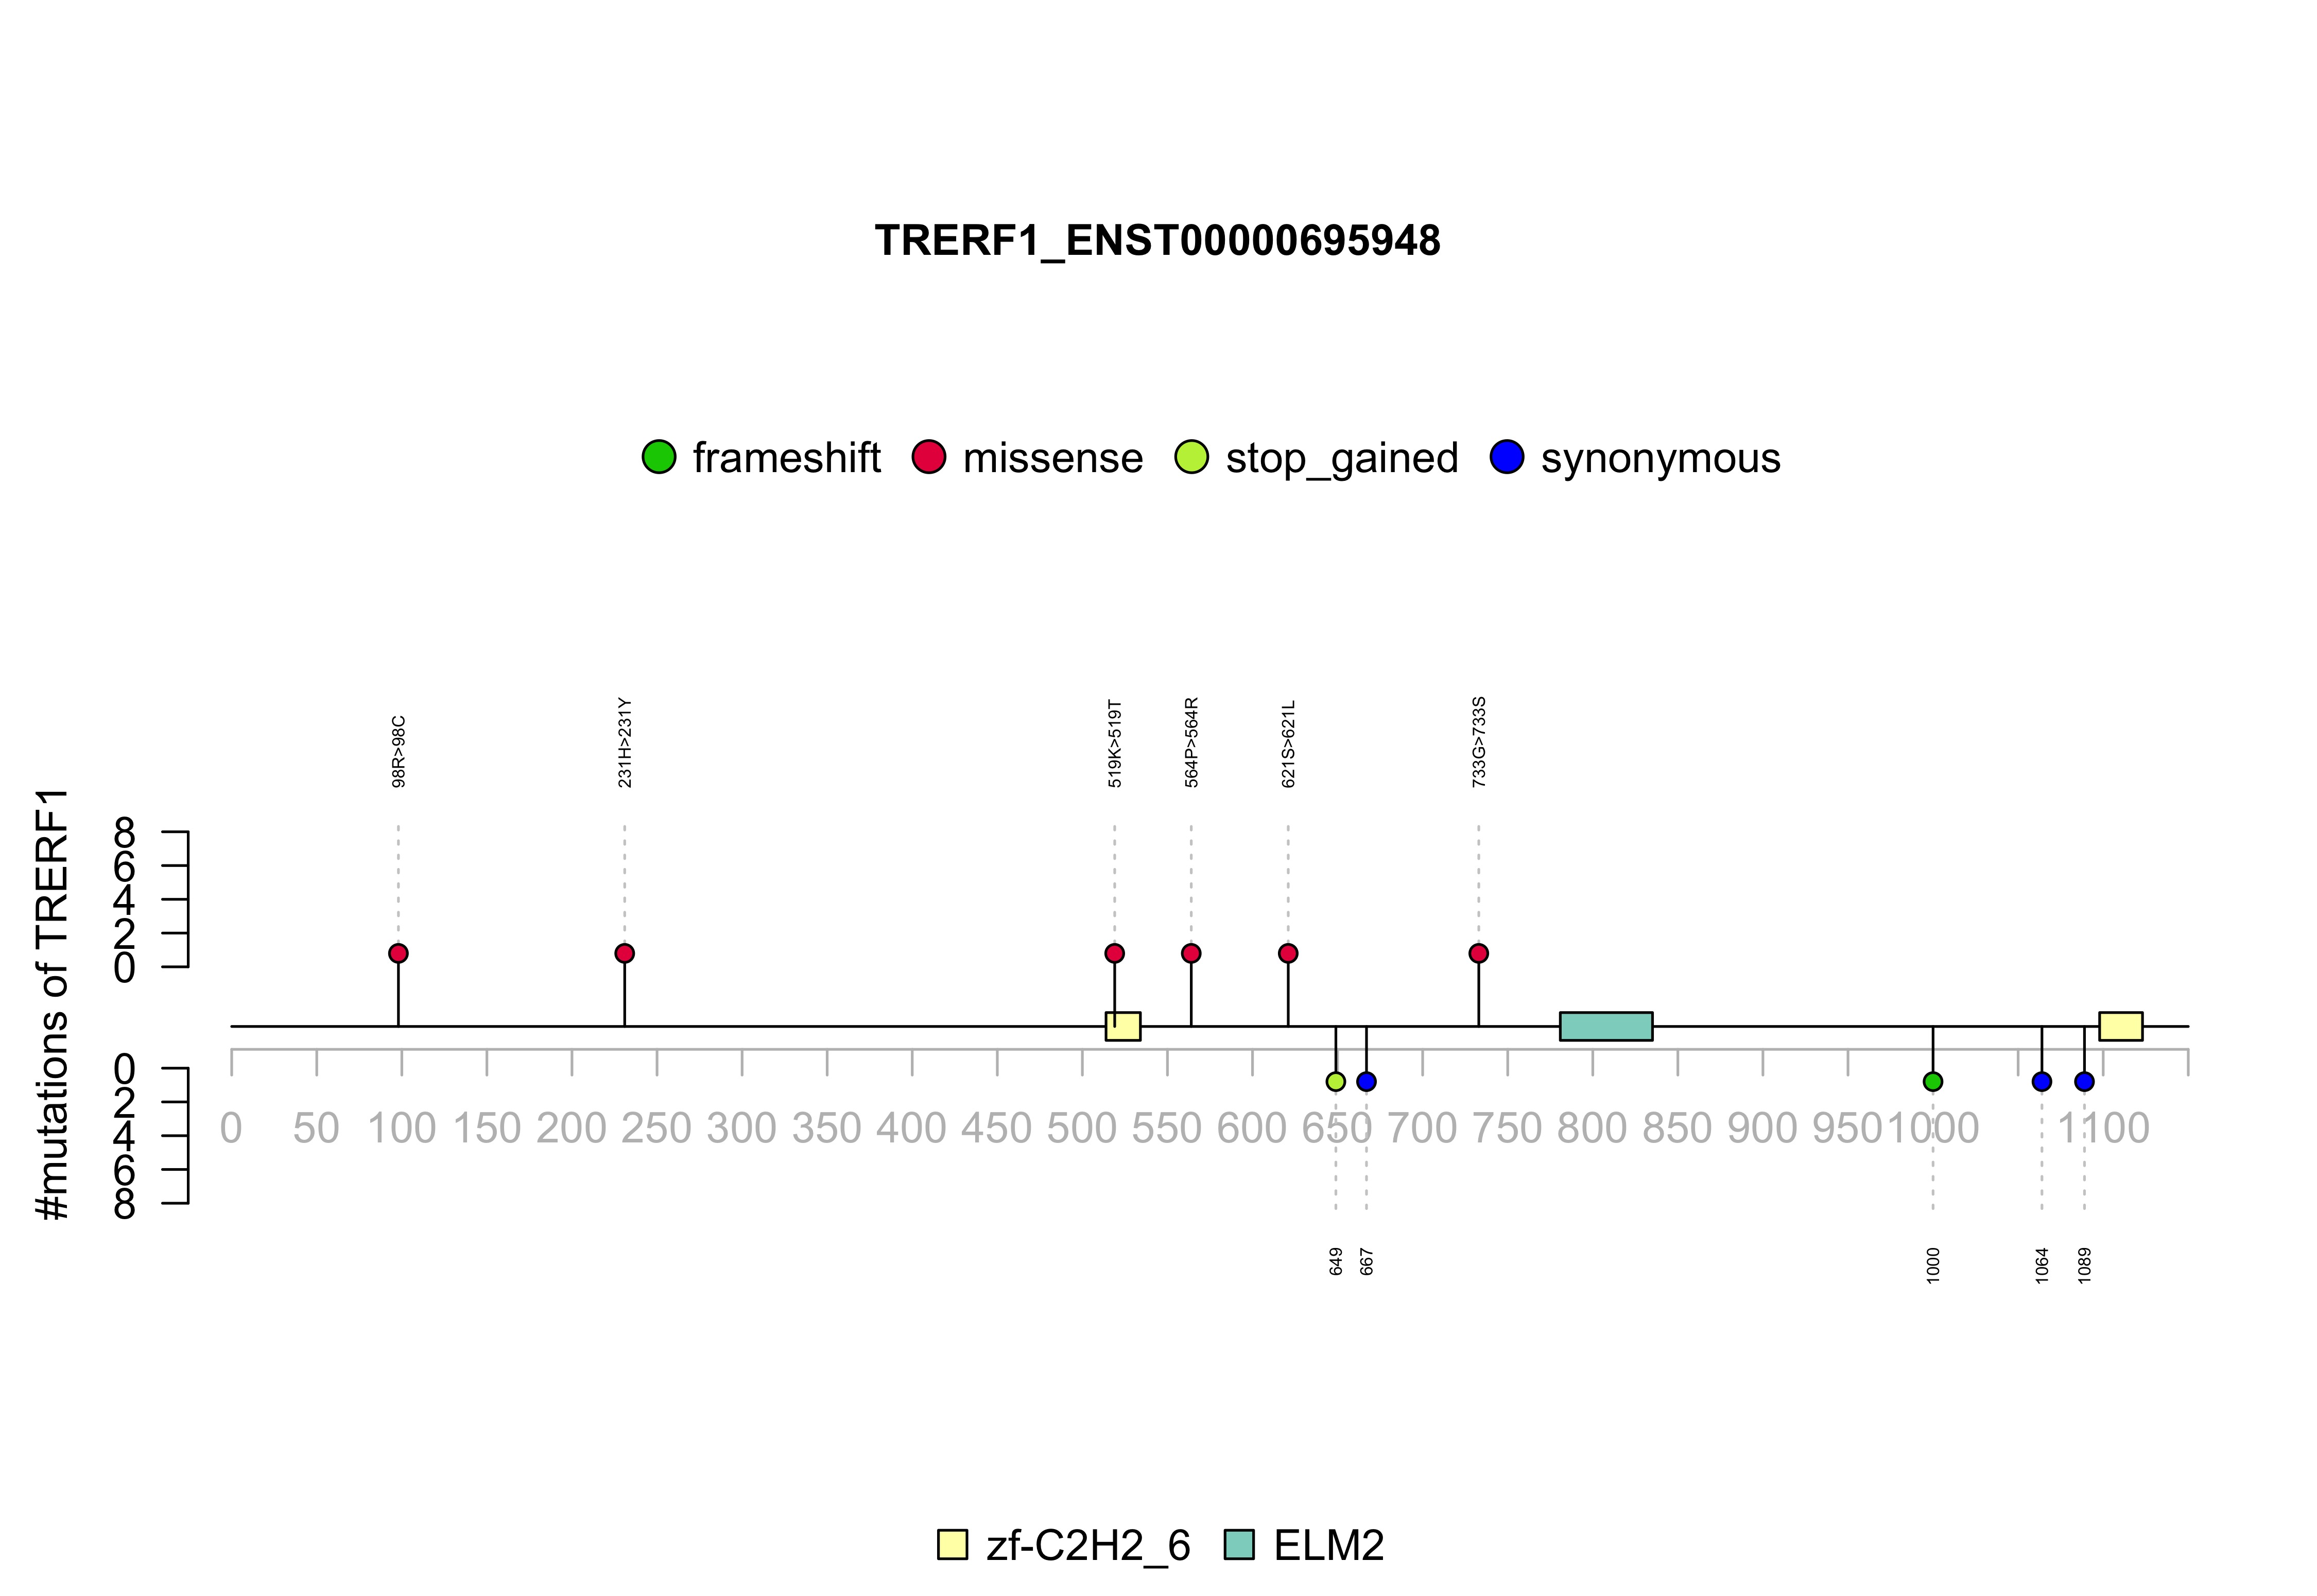 TRERF1_ENST00000695948
frameshift missense stop_gained synonymous
98R>98C 231H>231Y 519K>519T 564P>564R 621S>621L 733G>733S
#mutations of TRERF1
8
6
4
2
0
0
2
4
6
8
0 50 100 150 200 250 300 350 400 450 500 550 600 650 700 750 800 850 900 950 1000 1100
649 667 1000 1064 1089
zf-C2H2_6 ELM2